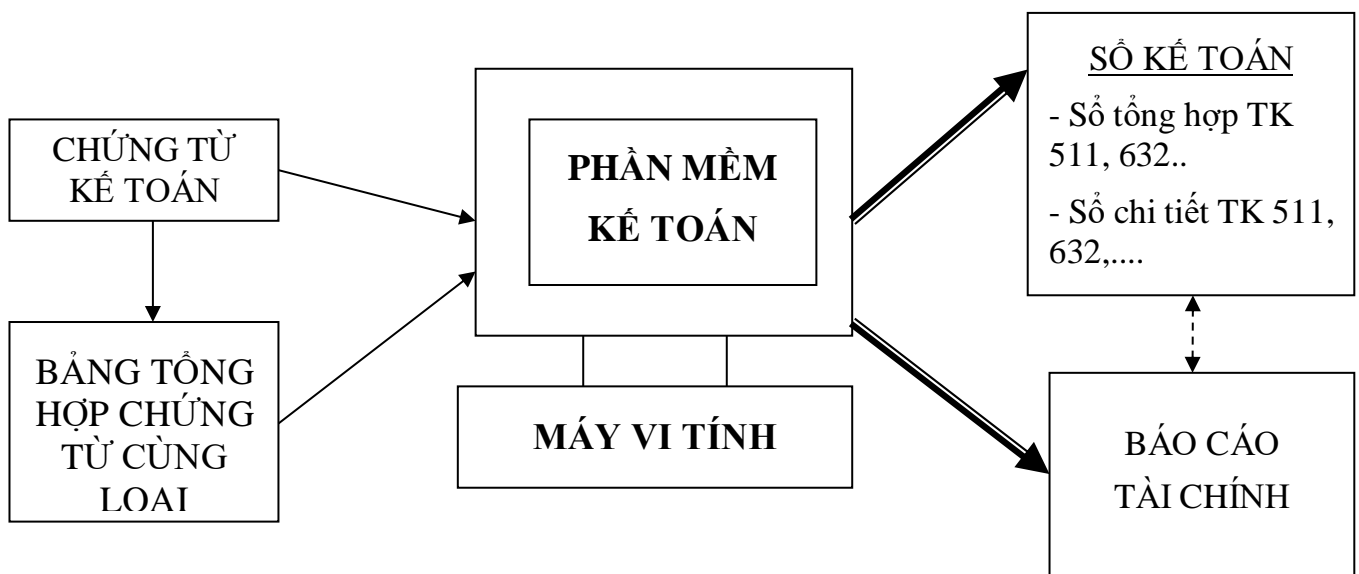 CHỨNG TỪ
KẾ TOÁN
BẢNG TỔNG
HỢP CHỨNG
TỪ CÙNG
LOẠI
PHẦN MỀM
KẾ TOÁN
MÁY VI TÍNH
SỔ KẾ TOÁN
- Sổ tổng hợp TK
511, 632..
- Sổ chi tiết TK 511,
632,....
BÁO CÁO
TÀI CHÍNH